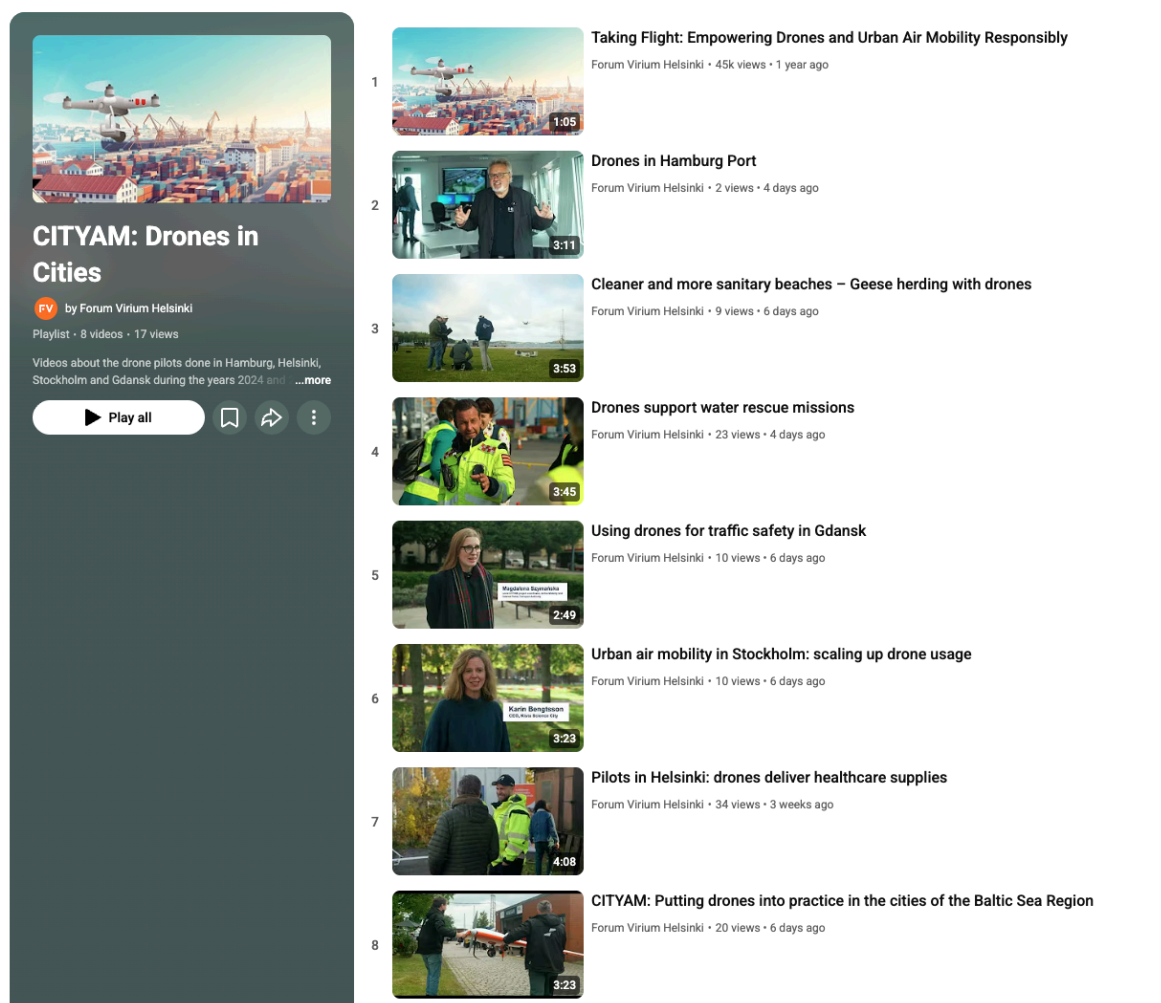 CITYAM: Drones in
Cities
FV
by Forum Virium Helsinki
Playlist • 8 videos • 17 views
Videos about the drone pilots done in Hamburg, Helsinki,
Stockholm and Gdansk during the years 2024 and ...more
Play all
1
1:05
Taking Flight: Empowering Drones and Urban Air Mobility Responsibly
Forum Virium Helsinki • 45k views • 1 year ago
2
3:11
Drones in Hamburg Port
Forum Virium Helsinki • 2 views • 4 days ago
3
3:53
Cleaner and more sanitary beaches – Geese herding with drones
Forum Virium Helsinki • 9 views • 6 days ago
4
3:45
Drones support water rescue missions
Forum Virium Helsinki • 23 views • 4 days ago
5
Magdalena Szymańska
2:49
Using drones for traffic safety in Gdansk
Forum Virium Helsinki • 10 views • 6 days ago
6
Karin Bengtsson
CEO, Kista Science City
3:23
Urban air mobility in Stockholm: scaling up drone usage
Forum Virium Helsinki • 10 views • 6 days ago
7
4:08
Pilots in Helsinki: drones deliver healthcare supplies
Forum Virium Helsinki • 34 views • 3 weeks ago
8
3:23
CITYAM: Putting drones into practice in the cities of the Baltic Sea Region
Forum Virium Helsinki • 20 views • 6 days ago